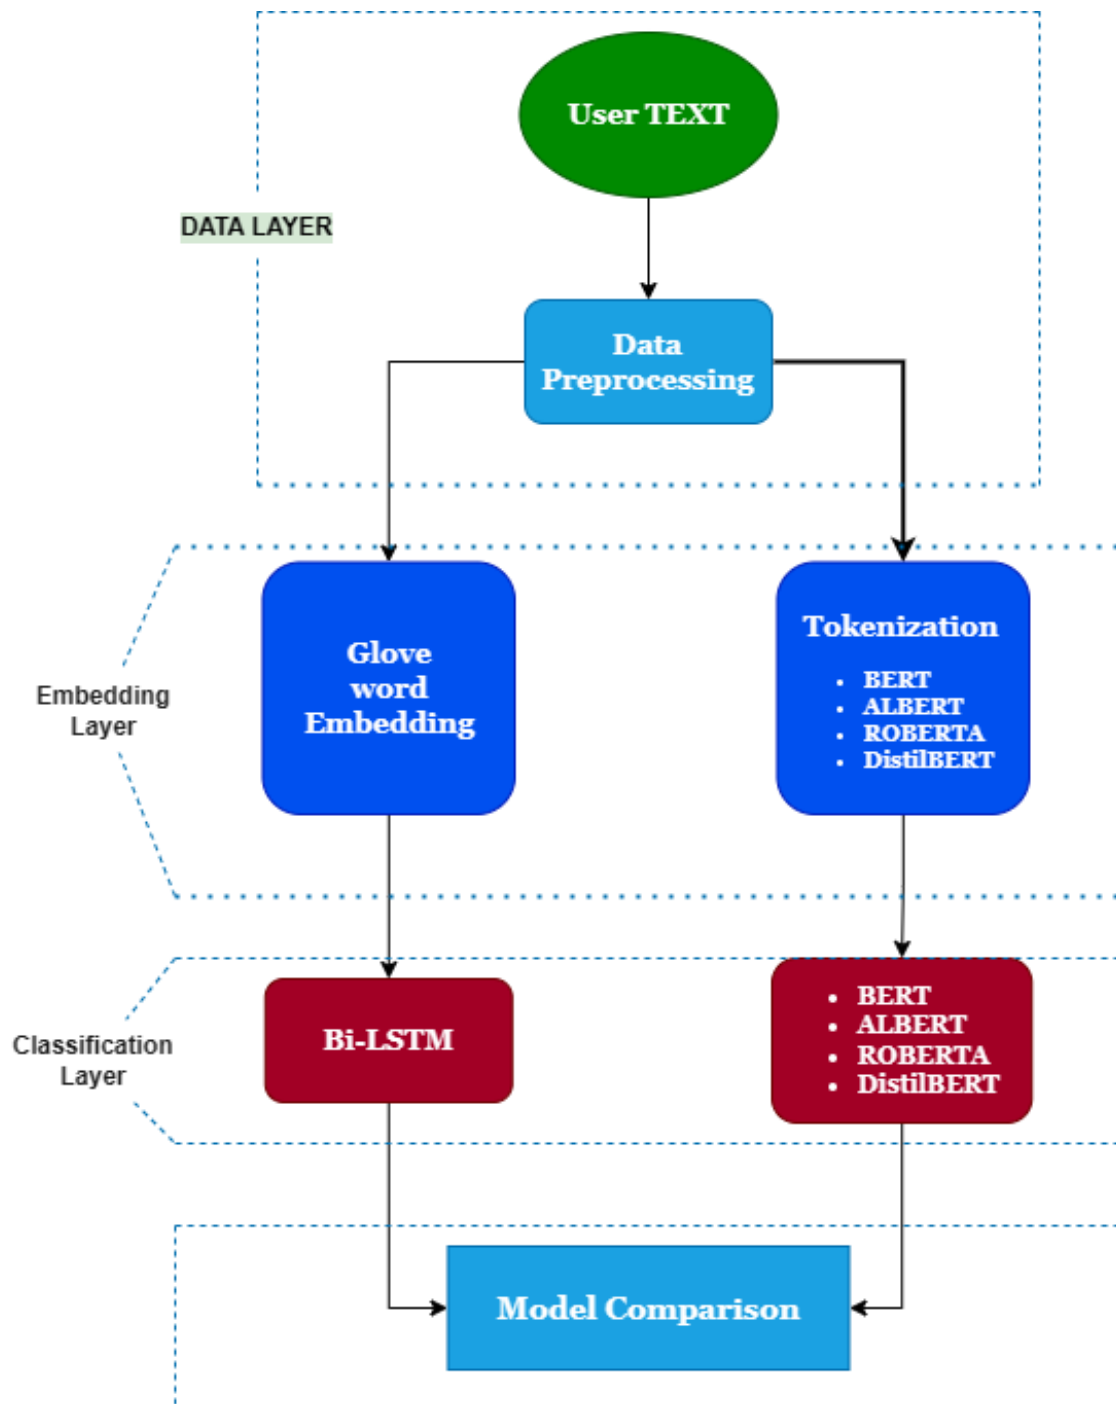 User TEXT
DATA LAYER
Data
Preprocessing
Glove
word
Embedding
Tokenization
• BERT
• ALBERT
• ROBERTA
• DistilBERT
Embedding
Layer
Bi-LSTM
• BERT
• ALBERT
• ROBERTA
• DistilBERT
Classification
Layer
Model Comparison